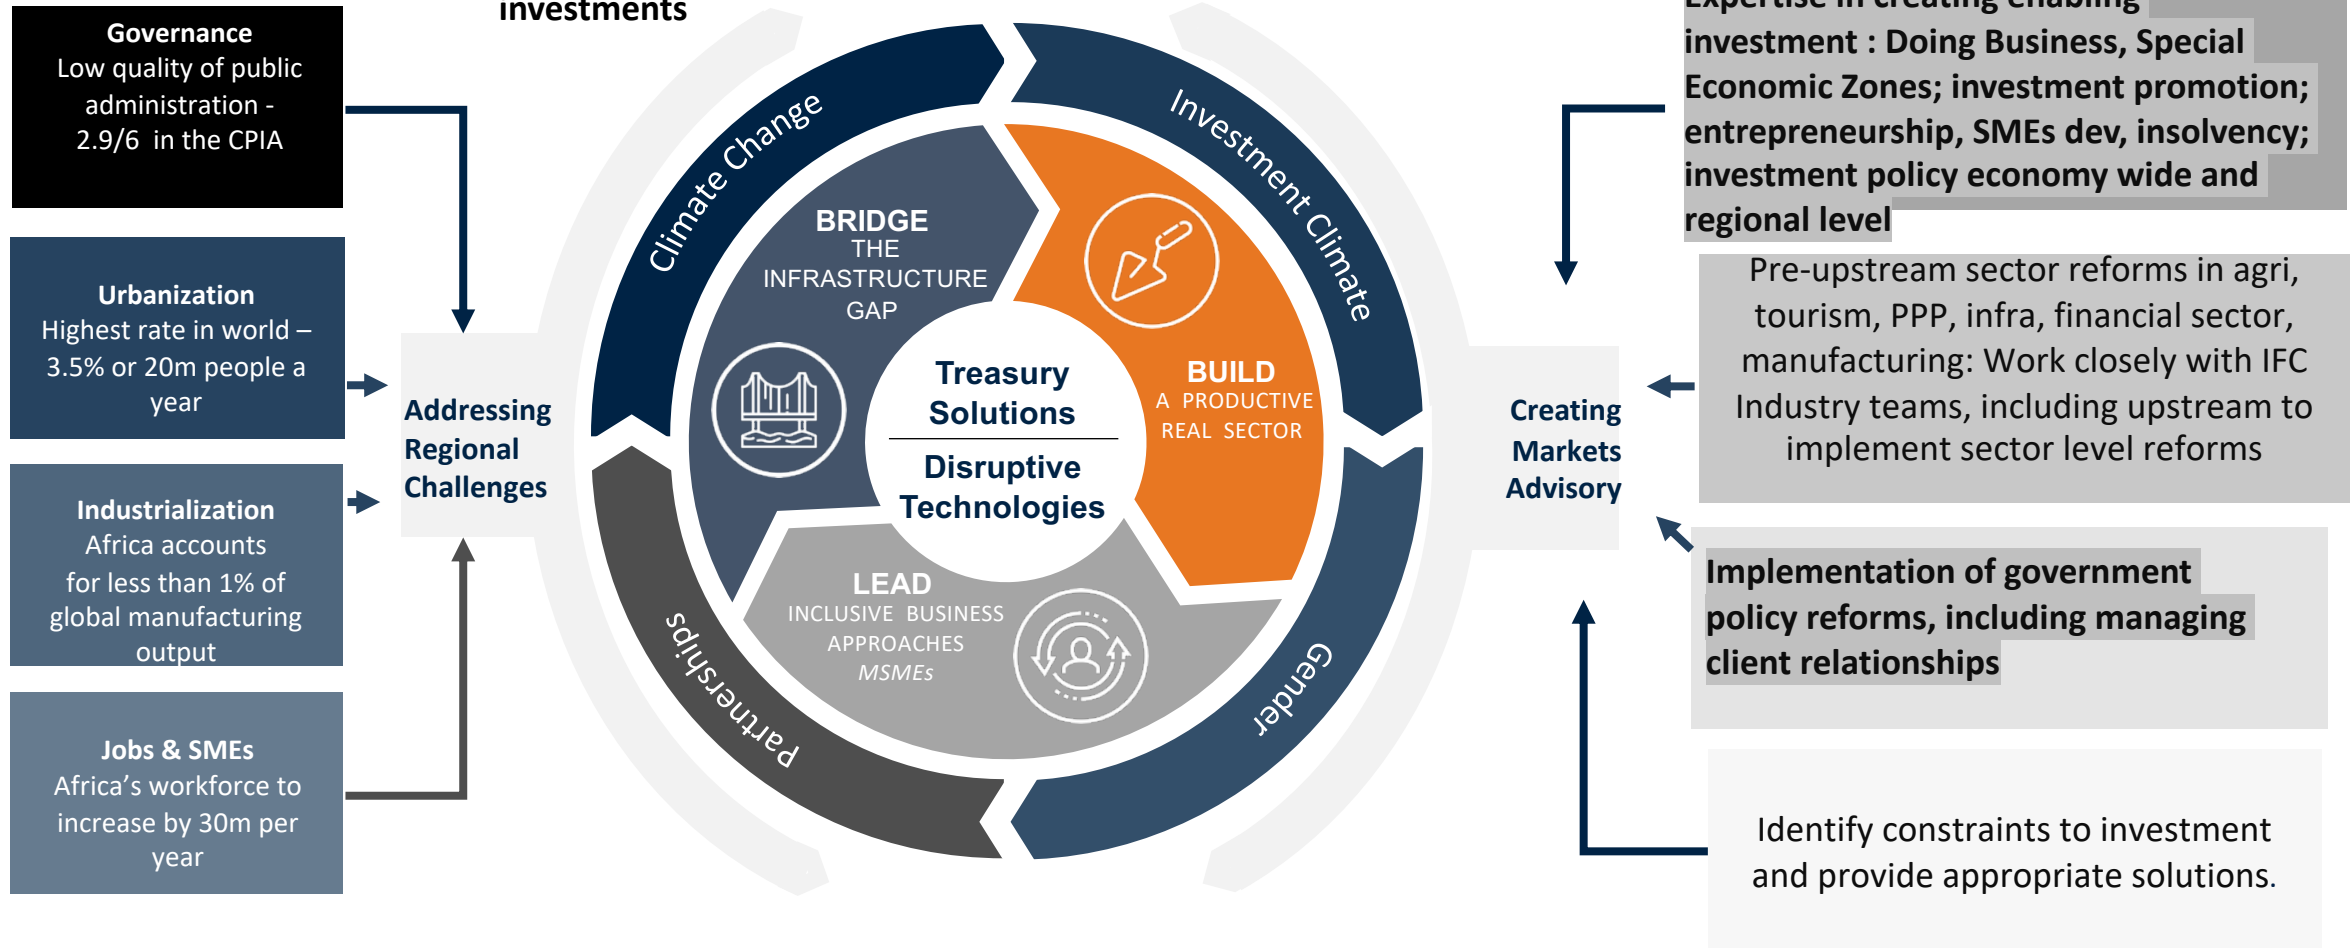 investments
Governance
Low quality of public
administration -
2.9/6 in the CPIA
Urbanization
Highest rate in world –
3.5% or 20m people a
year
Industrialization
Africa accounts
for less than 1% of
global manufacturing
output
Jobs & SMEs
Africa's workforce to
increase by 30m per
year
Addressing
Regional
Challenges
Climate Change
Investment Climate
Gender
Partnerships
BRIDGE
THE
INFRASTRUCTURE
GAP
BUILD
A PRODUCTIVE
REAL SECTOR
LEAD
INCLUSIVE BUSINESS
APPROACHES
MSMEs
Treasury
Solutions
Disruptive
Technologies
Creating
Markets
Advisory
Expertise in creating enabling
investment : Doing Business, Special
Economic Zones; investment promotion;
entrepreneurship, SMEs dev, insolvency;
investment policy economy wide and
regional level
Pre-upstream sector reforms in agri,
tourism, PPP, infra, financial sector,
manufacturing: Work closely with IFC
Industry teams, including upstream to
implement sector level reforms
Implementation of government
policy reforms, including managing
client relationships
Identify constraints to investment
and provide appropriate solutions.